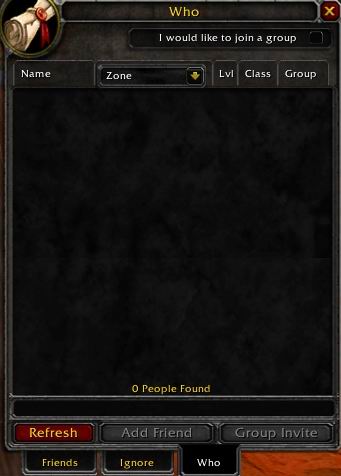 Who
I would like to join a group
Name Zone Lvl Class Group
0 People Found
Refresh Add Friend Group Invite
Friends Ignore Who